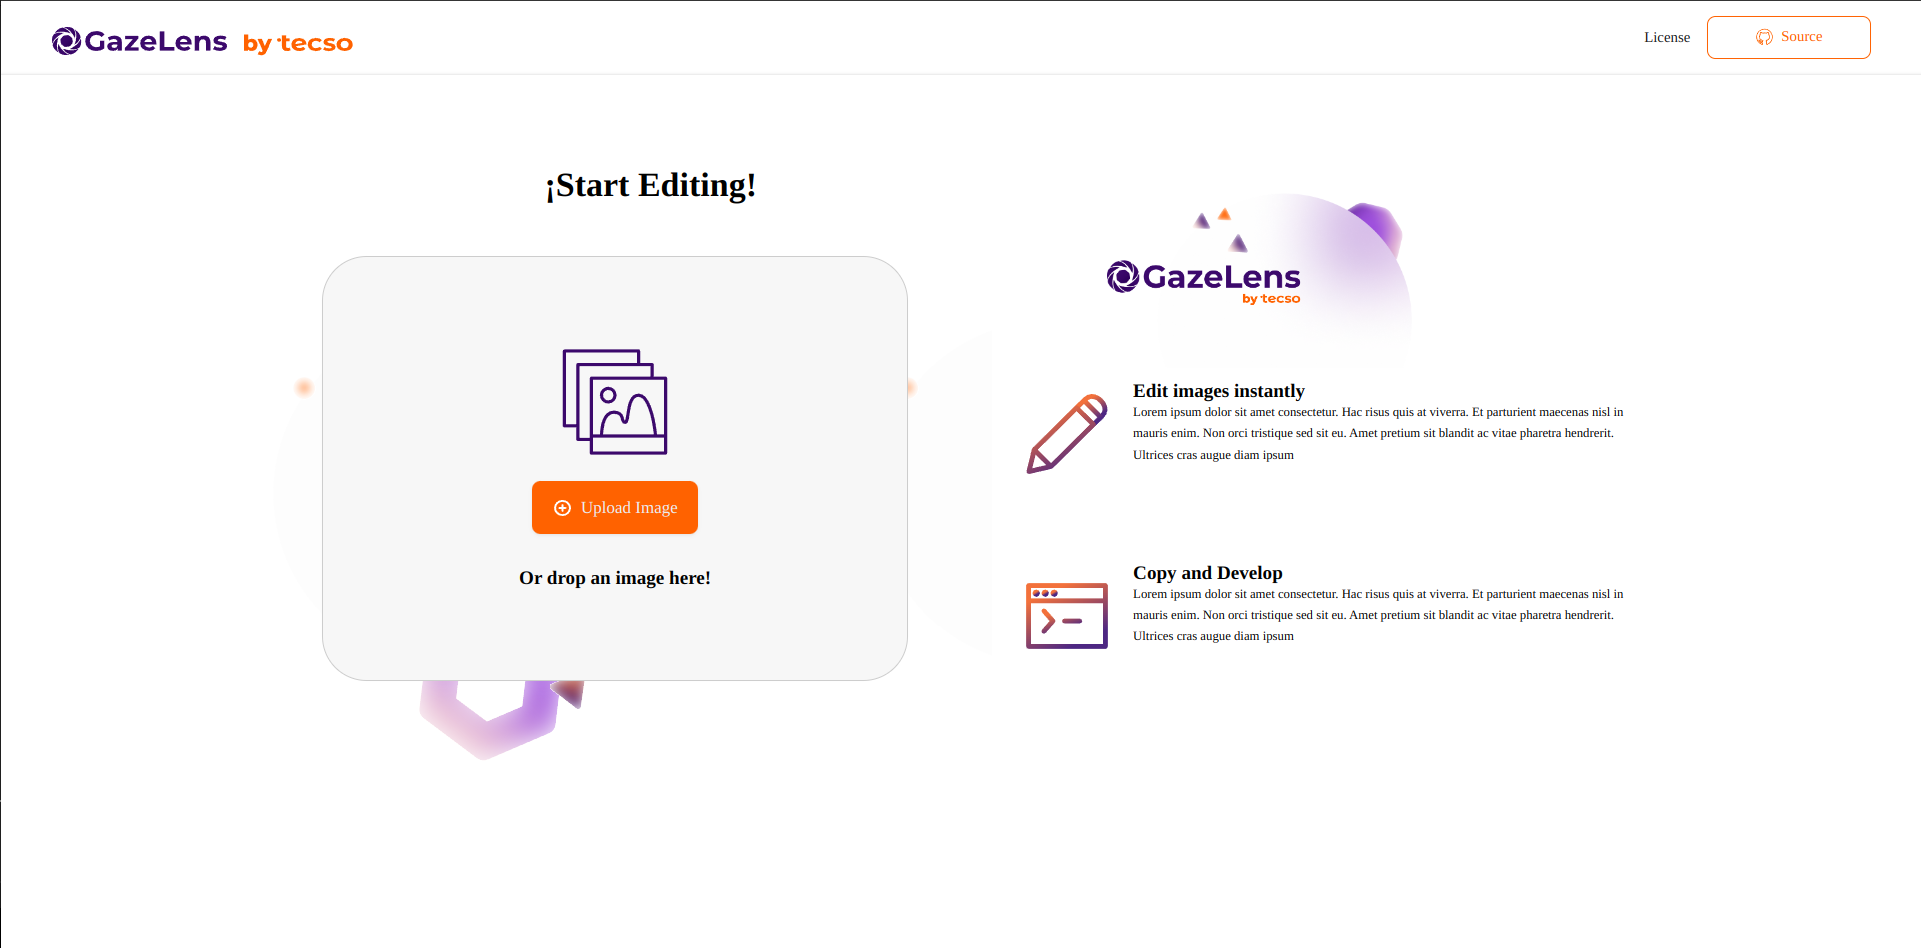 GazeLens by tecso
License
Source
¡Start Editing!
Upload Image
Or drop an image here!
GazeLens
by tecso
Edit images instantly
Lorem ipsum dolor sit amet consectetur. Hac risus quis at viverra. Et parturient maecenas nisl in
mauris enim. Non orci tristique sed sit eu. Amet pretium sit blandit ac vitae pharetra hendrerit.
Ultrices cras augue diam ipsum
Copy and Develop
Lorem ipsum dolor sit amet consectetur. Hac risus quis at viverra. Et parturient maecenas nisl in
mauris enim. Non orci tristique sed sit eu. Amet pretium sit blandit ac vitae pharetra hendrerit.
Ultrices cras augue diam ipsum